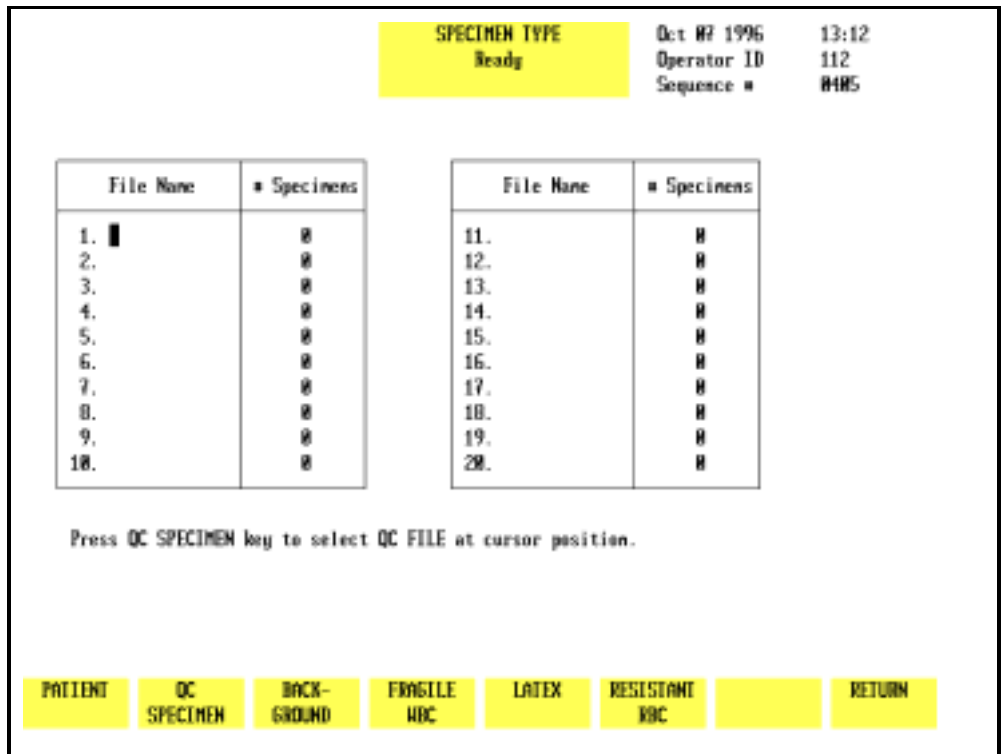 SPECIMEN TYPE
Ready
Oct 07 1996 13:12
Operator ID 112
Sequence # 0405
File Name # Specimens File Name # Specimens
1. 0 11. 0
2. 0 12. 0
3. 0 13. 0
4. 0 14. 0
5. 0 15. 0
6. 0 16. 0
7. 0 17. 0
8. 0 18. 0
9. 0 19. 0
10. 0 20. 0
Press QC SPECIMEN key to select QC FILE at cursor position.
PATIENT QC BACK- FRAGILE LATEX RESISTANT RETURN
SPECIMEN GROUND WBC RBC